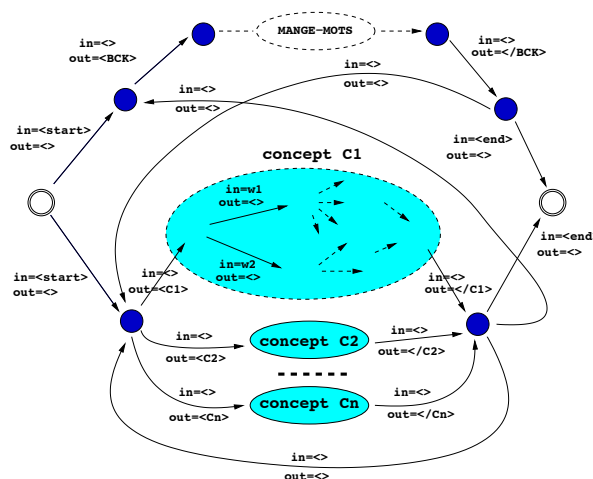 MANGE-MOTS
in=<>
out=<BCK>
in=<>
out=</BCK>
in=<>
out=<>
in=<>
out=<>
in=<start>
out=<>
in=<end>
out=<>
concept C1
in=w1
out=<>
in=w2
out=<>
in=<end
out=<>
in=<start>
out=<>
in=<>
out=<C1>
in=<>
out=</C1>
in=<>
out=<C2>
concept C2
in=<>
out=</C2>
in=<>
out=<Cn>
concept Cn
in=<>
out=</Cn>
in=<>
out=<>